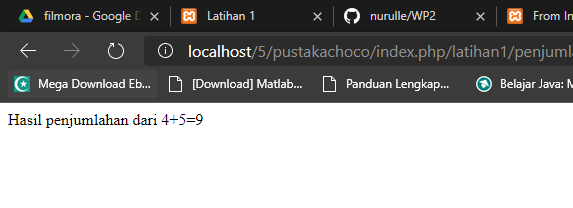 filmora - Google D
Latihan 1
nurulle/WP2
From In
localhost/5/pustakachoco/index.php/latihan1/penjuml
Mega Download Eb...
[Download] Matlab...
Panduan Lengkap...
Belajar Java: M
Hasil penjumlahan dari 4+5=9